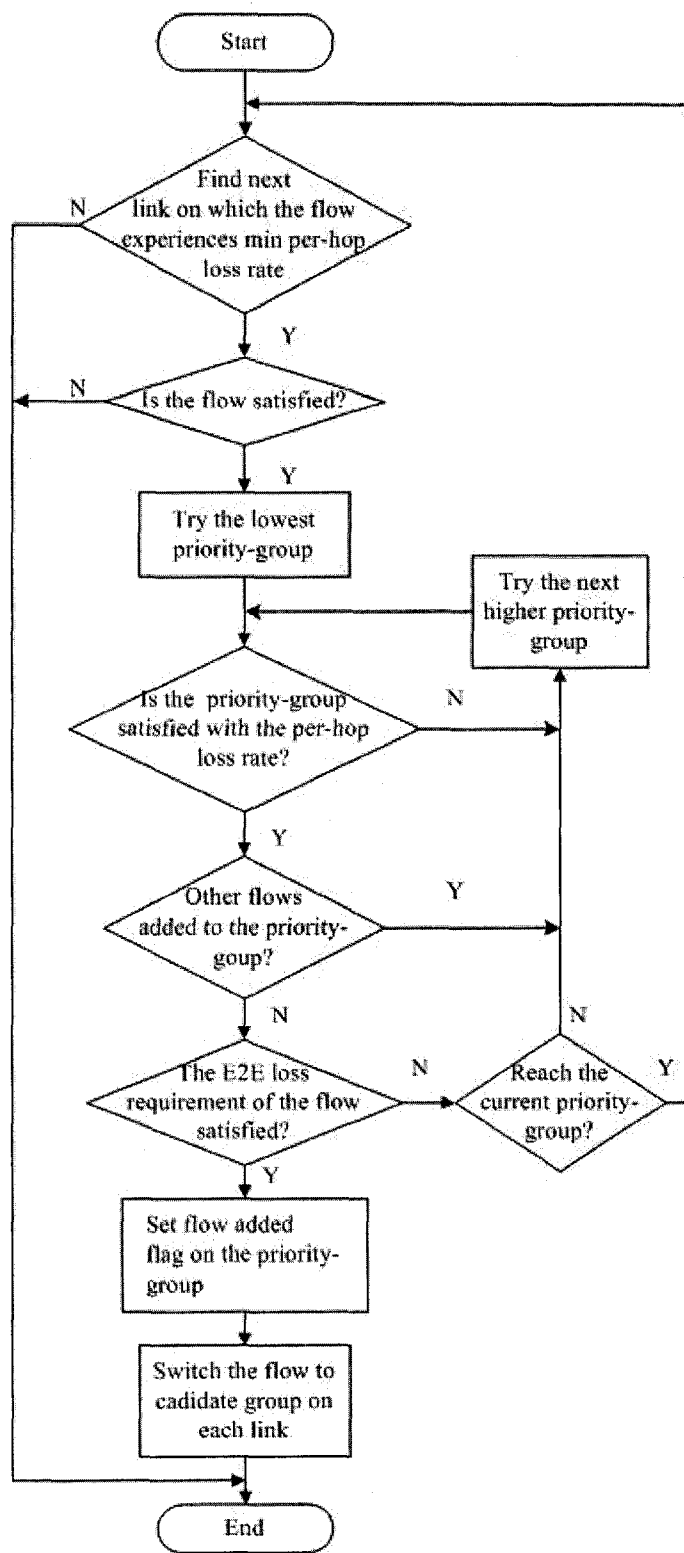 Start
Find next
link on which the flow
experiences min per-hop
loss rate
N
Y
Is the flow satisfied?
N
Y
Try the lowest
priority-group
Try the next
higher priority-
group
Is the priority-group
satisfied with the per-hop
loss rate?
N
Y
Other flows
added to the priority-
goup?
Y
N
The E2E loss
requirement of the flow
satisfied?
N
Y
Reach the
current priority-
group?
N
Y
Set flow added
flag on the priority-
group
Switch the flow to
cadidate group on
each link
End